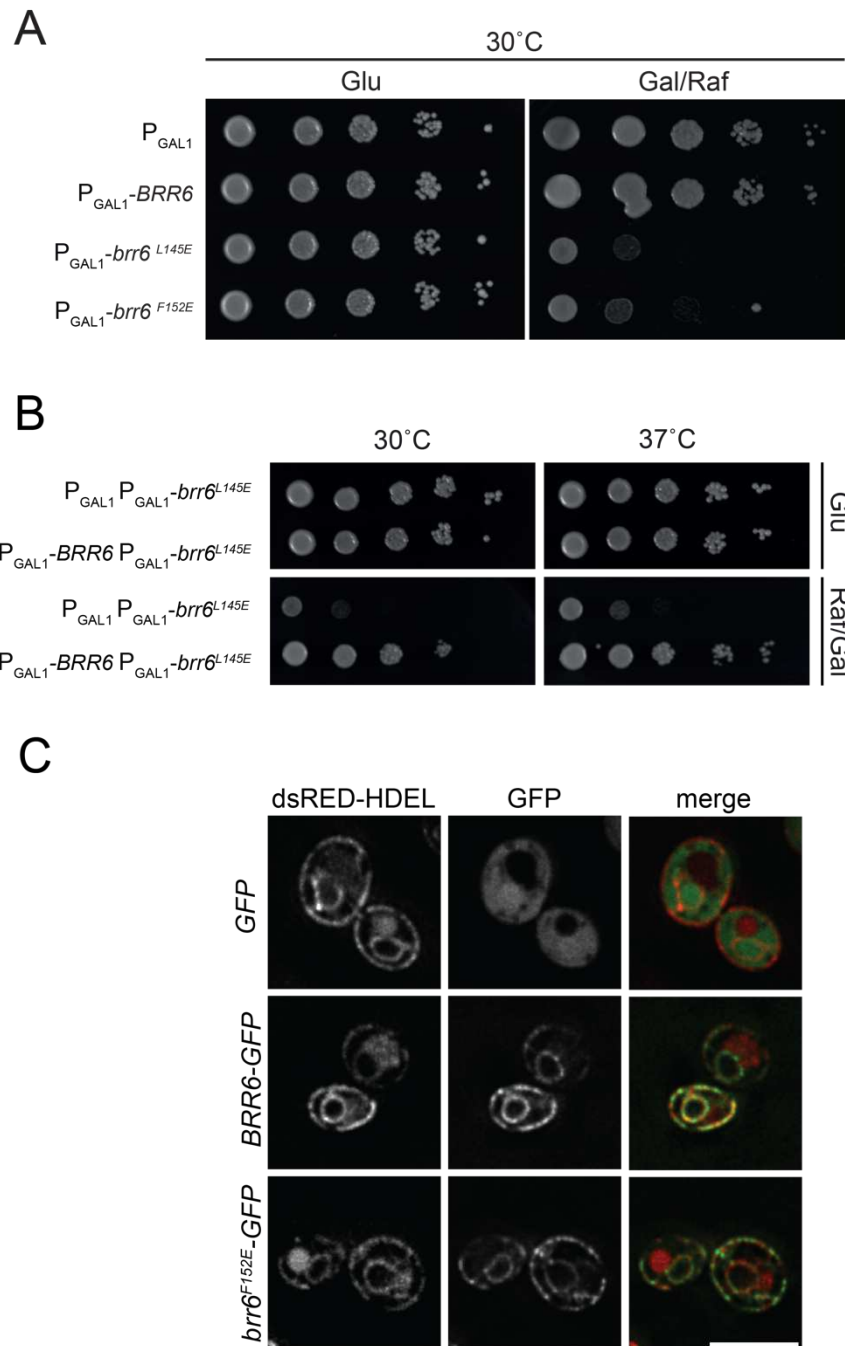 A
30˚C
Glu Gal/Raf
PGAL1
PGAL1-BRR6
PGAL1-brr6 L145E
PGAL1-brr6 F152E
B
30˚C 37˚C
PGAL1 PGAL1-brr6L145E
PGAL1-BRR6 PGAL1-brr6L145E
Glu
PGAL1 PGAL1-brr6L145E
PGAL1-BRR6 PGAL1-brr6L145E
Raf/Gal
C
dsRED-HDEL GFP merge
GFP
BRR6-GFP
brr6F152E-GFP